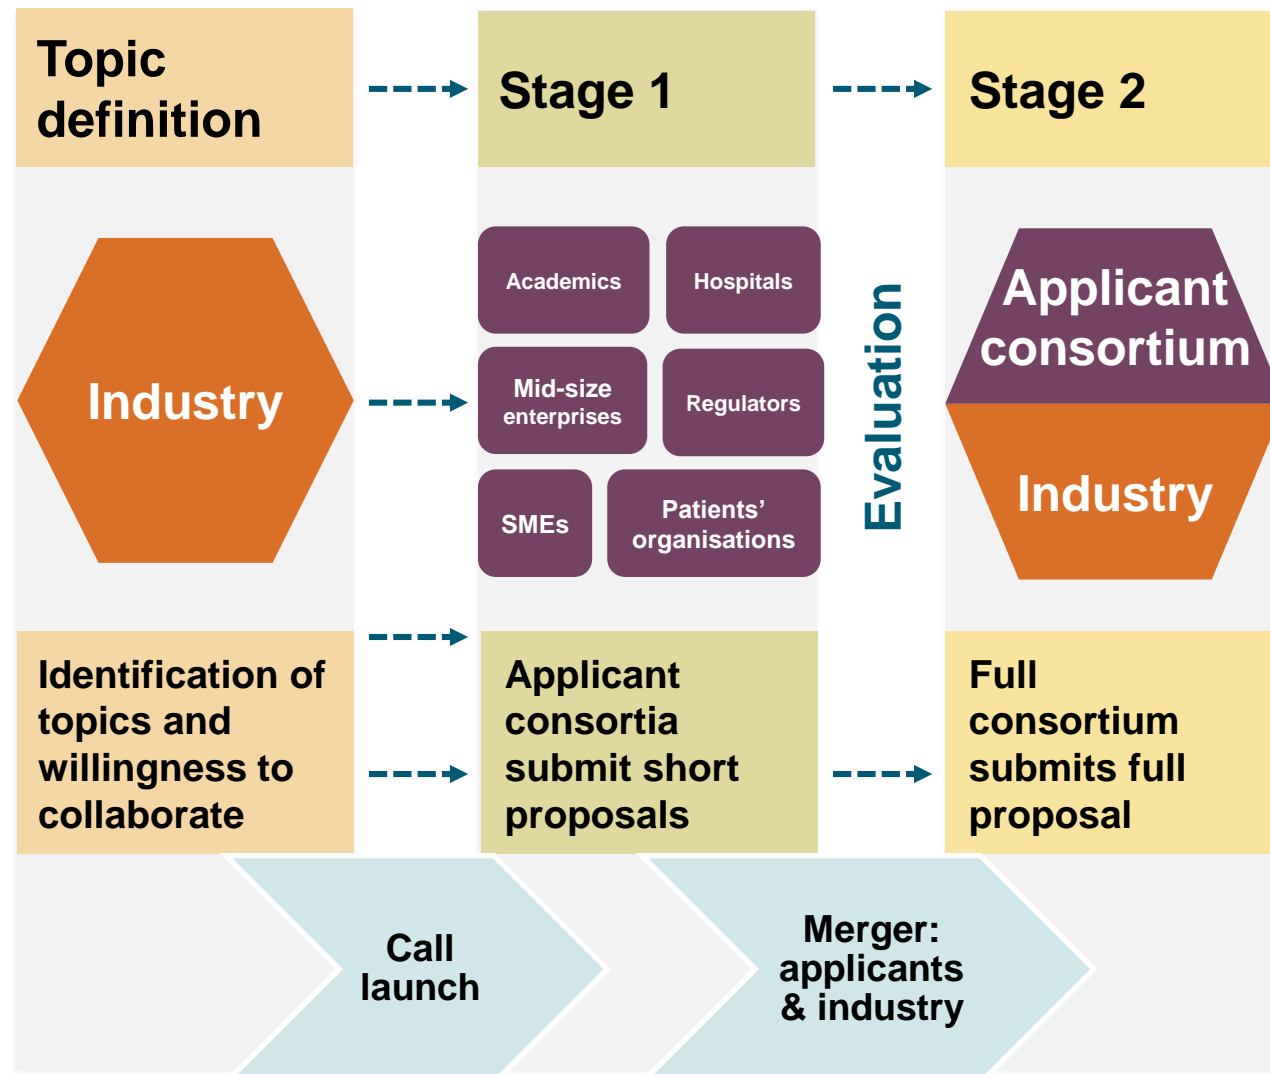 Topic
definition
Stage 1
Stage 2
Industry
Academics
Hospitals
Mid-size
enterprises
Regulators
SMEs
Patients’
organisations
Evaluation
Applicant
consortium
Industry
Identification of
topics and
willingness to
collaborate
Applicant
consortia
submit short
proposals
Full
consortium
submits full
proposal
Call
launch
Merger:
applicants
& industry